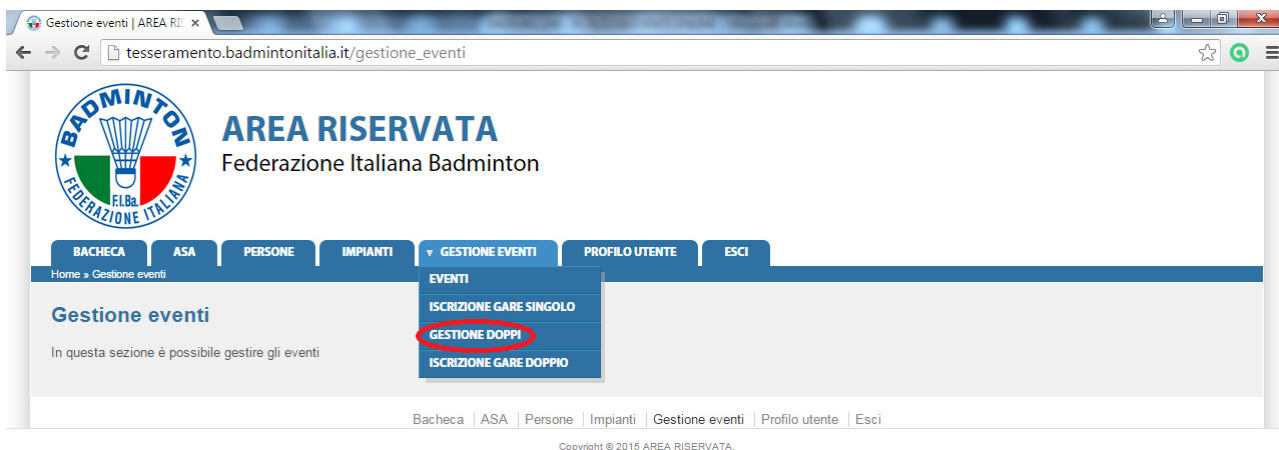 Gestione eventi | AREA RIS
tesseramento.badmintonitalia.it/gestione_eventi
BADMINTON
F.I.Ba.
FEDERAZIONE ITALIANA
AREA RISERVATA
Federazione Italiana Badminton
BACHECA ASA PERSONE IMPIANTI GESTIONE EVENTI PROFILO UTENTE ESCI
Home » Gestione eventi
EVENTI
ISCRIZIONE GARE SINGOLO
GESTIONE DOPPI
ISCRIZIONE GARE DOPPIO
Gestione eventi
In questa sezione è possibile gestire gli eventi
Bacheca | ASA | Persone | Impianti | Gestione eventi | Profilo utente | Esci
Copyright © 2015 AREA RISERVATA.